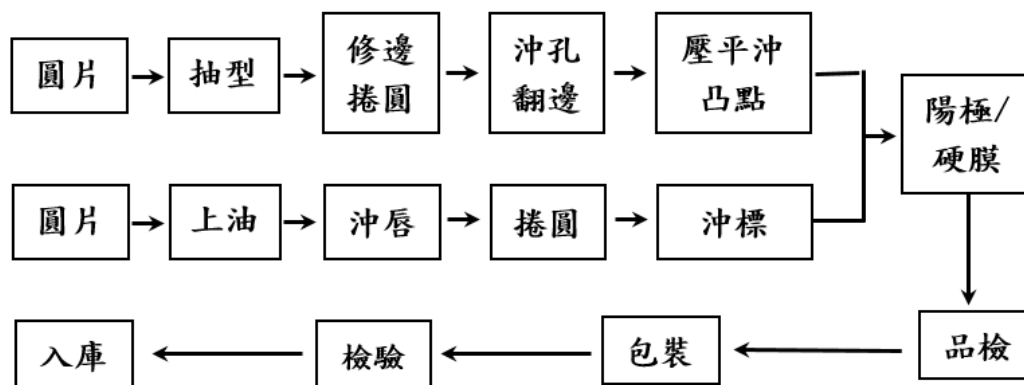 圓片
抽型
修邊
捲圓
沖孔
翻邊
壓平沖
凸點
陽極/
硬膜
圓片
上油
沖唇
捲圓
沖標
品檢
包裝
檢驗
入庫